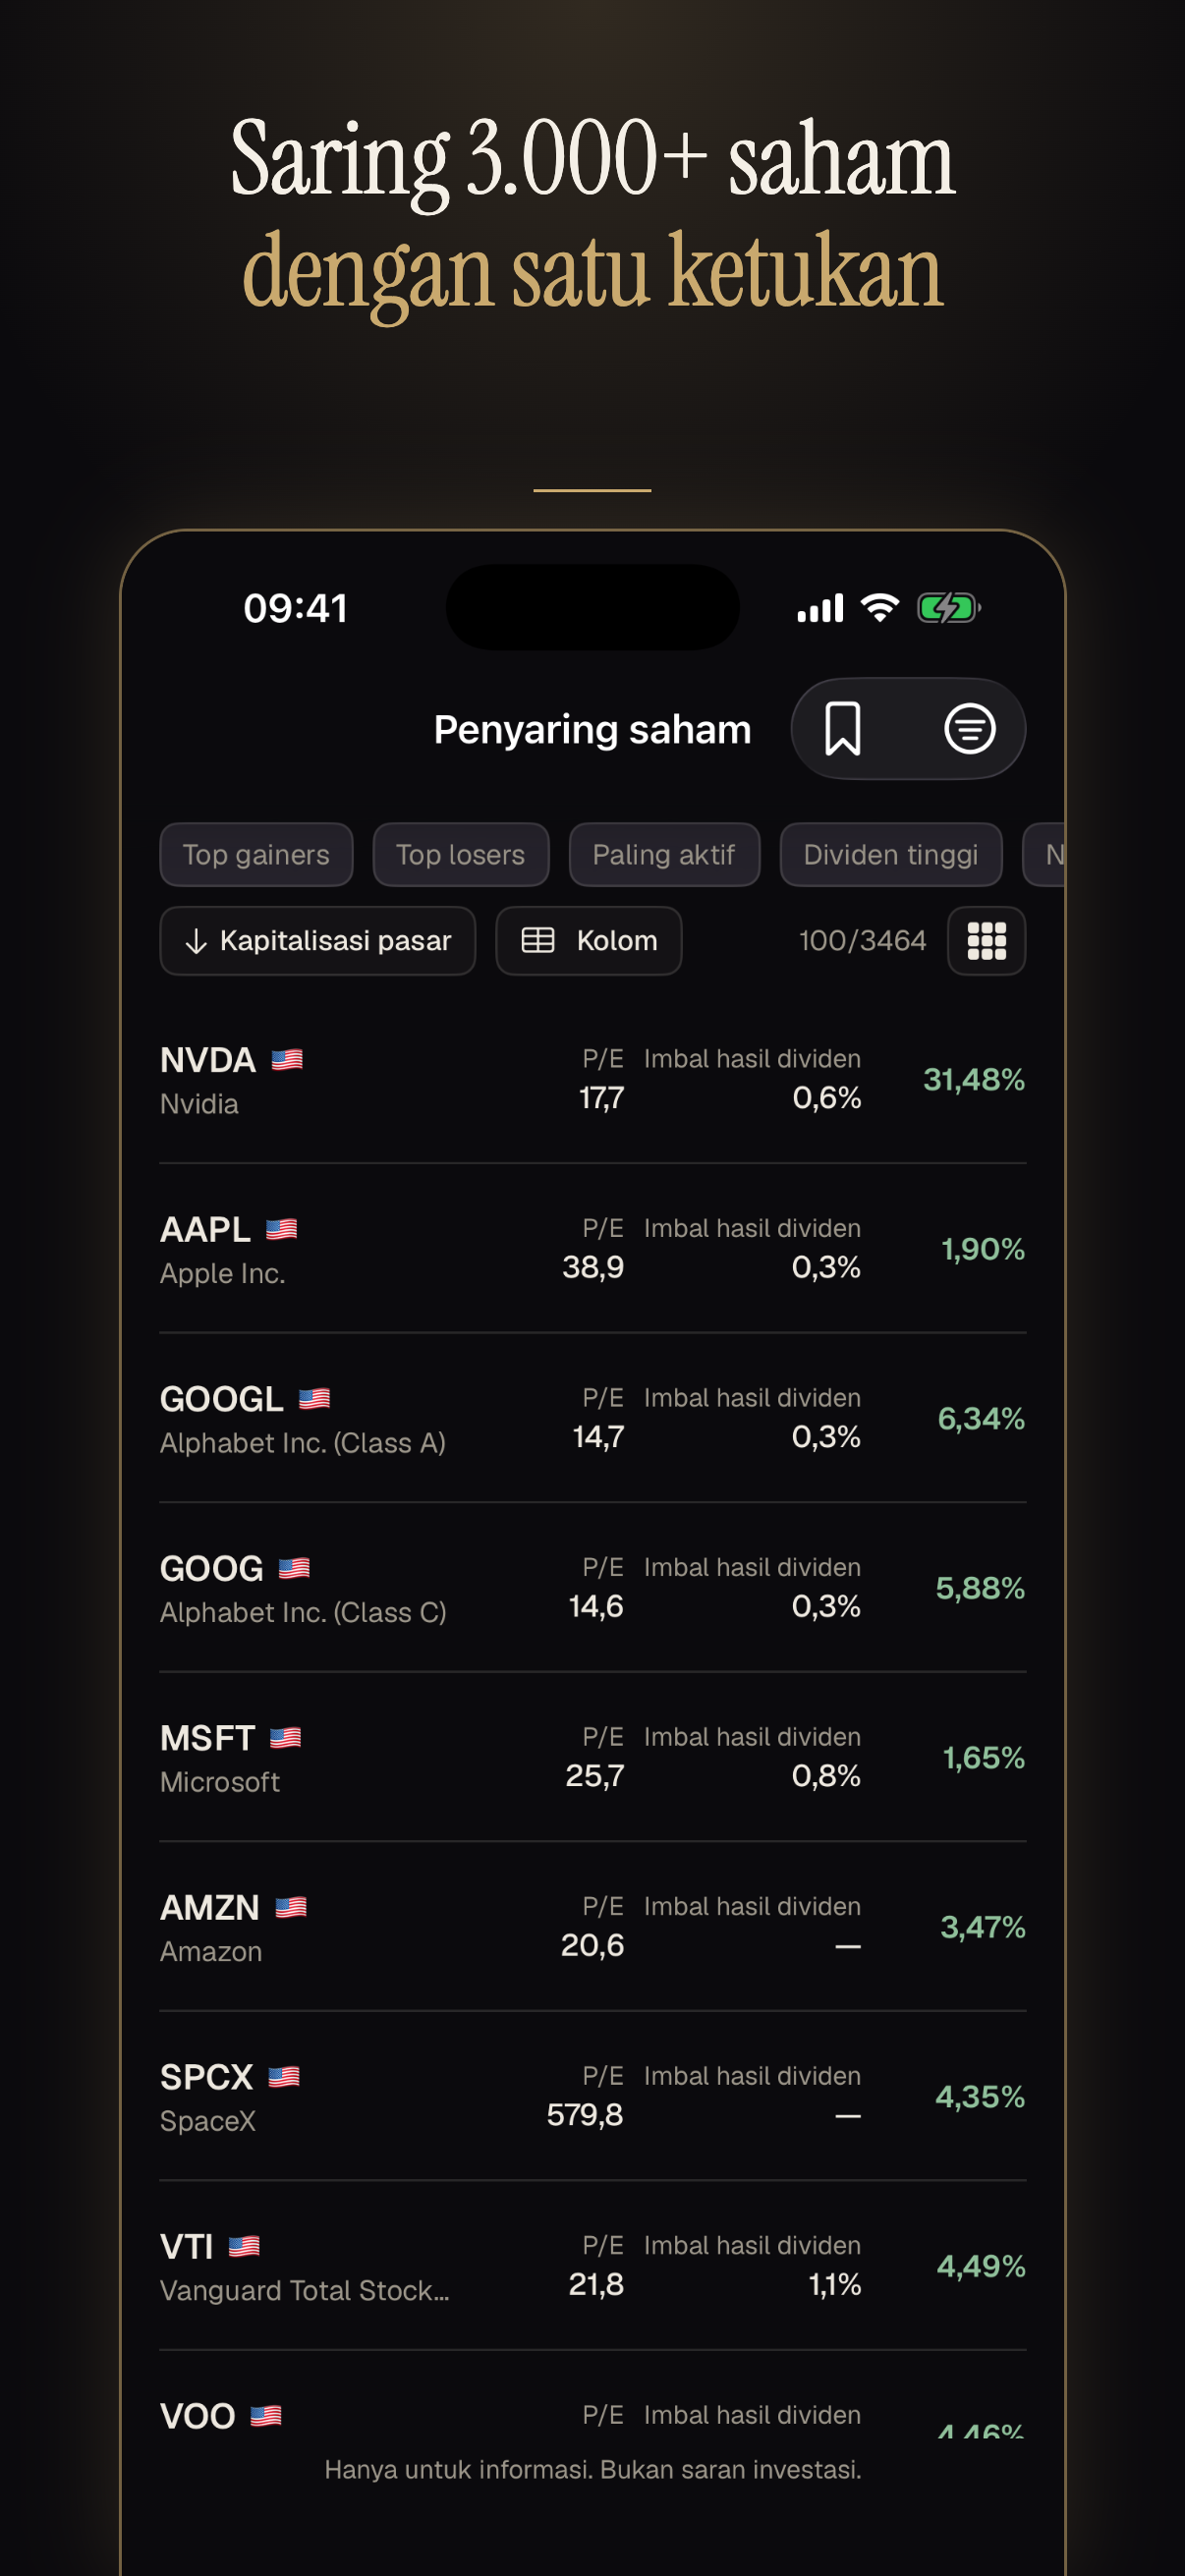 Saring 3.000+ saham
dengan satu ketukan
09:41
Penyaring saham
Top gainers Top losers Paling aktif Dividen tinggi N
↓ Kapitalisasi pasar Kolom 100/3464
NVDA 🇺🇸 P/E Imbal hasil dividen
Nvidia 17,7 0,6% 31,48%
AAPL 🇺🇸 P/E Imbal hasil dividen
Apple Inc. 38,9 0,3% 1,90%
GOOGL 🇺🇸 P/E Imbal hasil dividen
Alphabet Inc. (Class A) 14,7 0,3% 6,34%
GOOG 🇺🇸 P/E Imbal hasil dividen
Alphabet Inc. (Class C) 14,6 0,3% 5,88%
MSFT 🇺🇸 P/E Imbal hasil dividen
Microsoft 25,7 0,8% 1,65%
AMZN 🇺🇸 P/E Imbal hasil dividen
Amazon 20,6 — 3,47%
SPCX 🇺🇸 P/E Imbal hasil dividen
SpaceX 579,8 — 4,35%
VTI 🇺🇸 P/E Imbal hasil dividen
Vanguard Total Stock... 21,8 1,1% 4,49%
VOO 🇺🇸 P/E Imbal hasil dividen 4,46%
Hanya untuk informasi. Bukan saran investasi.